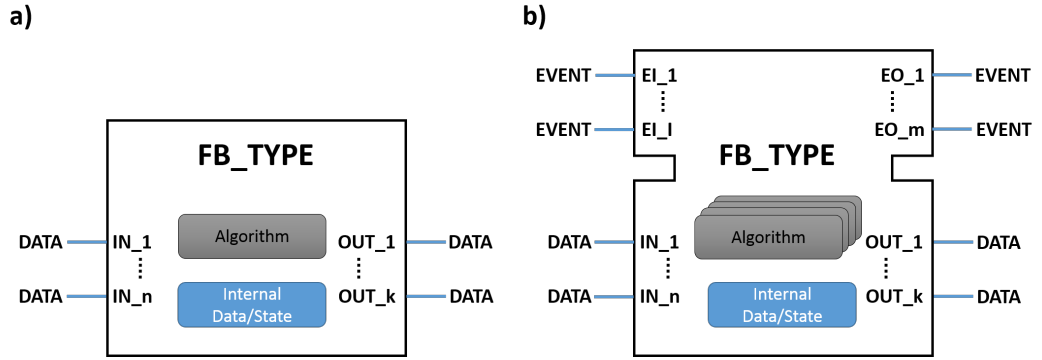 a)
FB_TYPE
DATA IN_1 Algorithm OUT_1 DATA
DATA IN_n Internal Data/State OUT_k DATA
b)
EVENT EI_1 EO_1 EVENT
EVENT EI_l EO_m EVENT
FB_TYPE
DATA IN_1 Algorithm OUT_1 DATA
DATA IN_n Internal Data/State OUT_k DATA